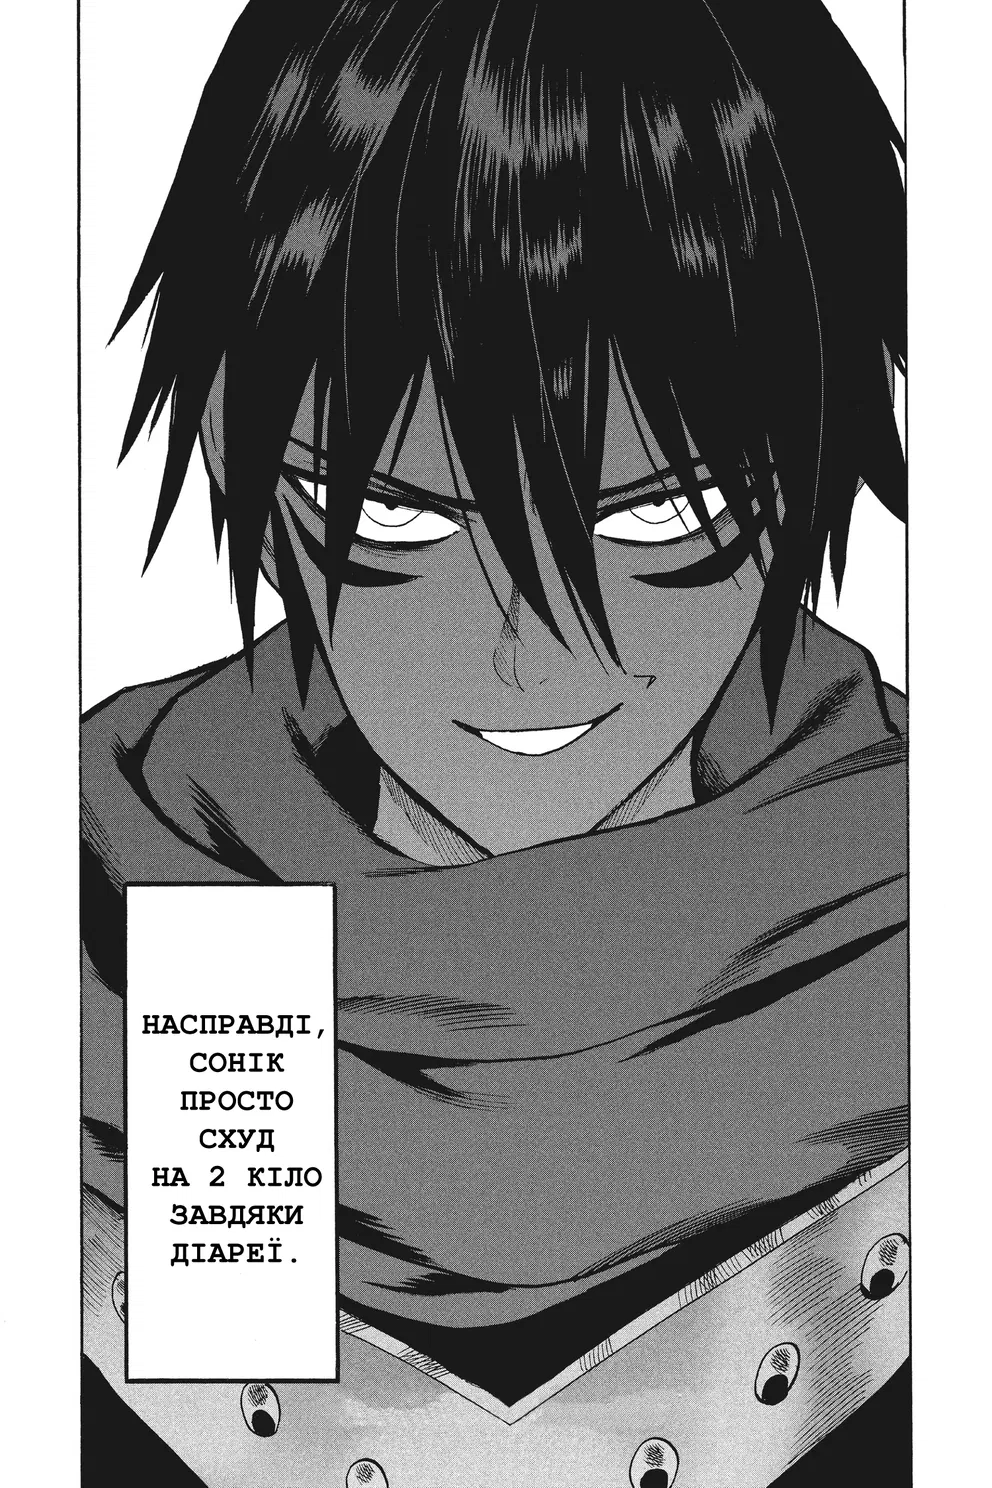 НАСПРАВДІ,
СОНІК
ПРОСТО
СХУД
НА 2 КІЛО
ЗАВДЯКИ
ДІАРЕЇ.